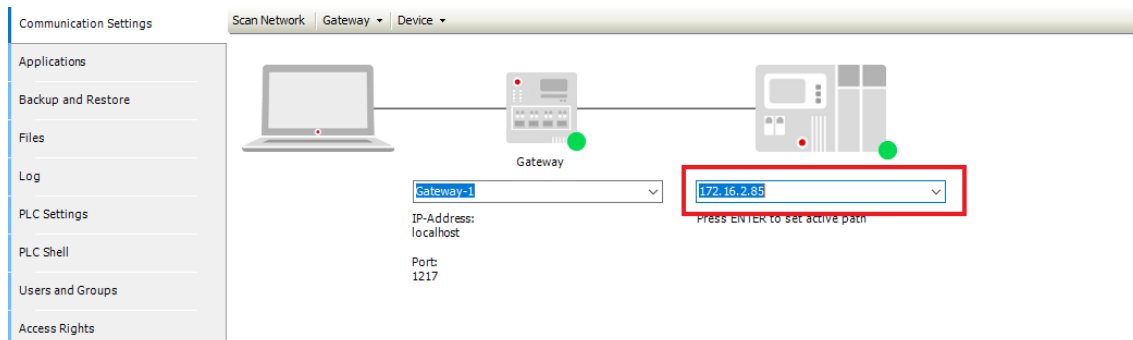 Communication Settings
Scan Network Gateway Device
Applications
Backup and Restore
Files
Log
PLC Settings
PLC Shell
Users and Groups
Access Rights
Gateway
Gateway-1
IP-Address:
localhost
Port:
1217
172.16.2.85
Press ENTER to set active path